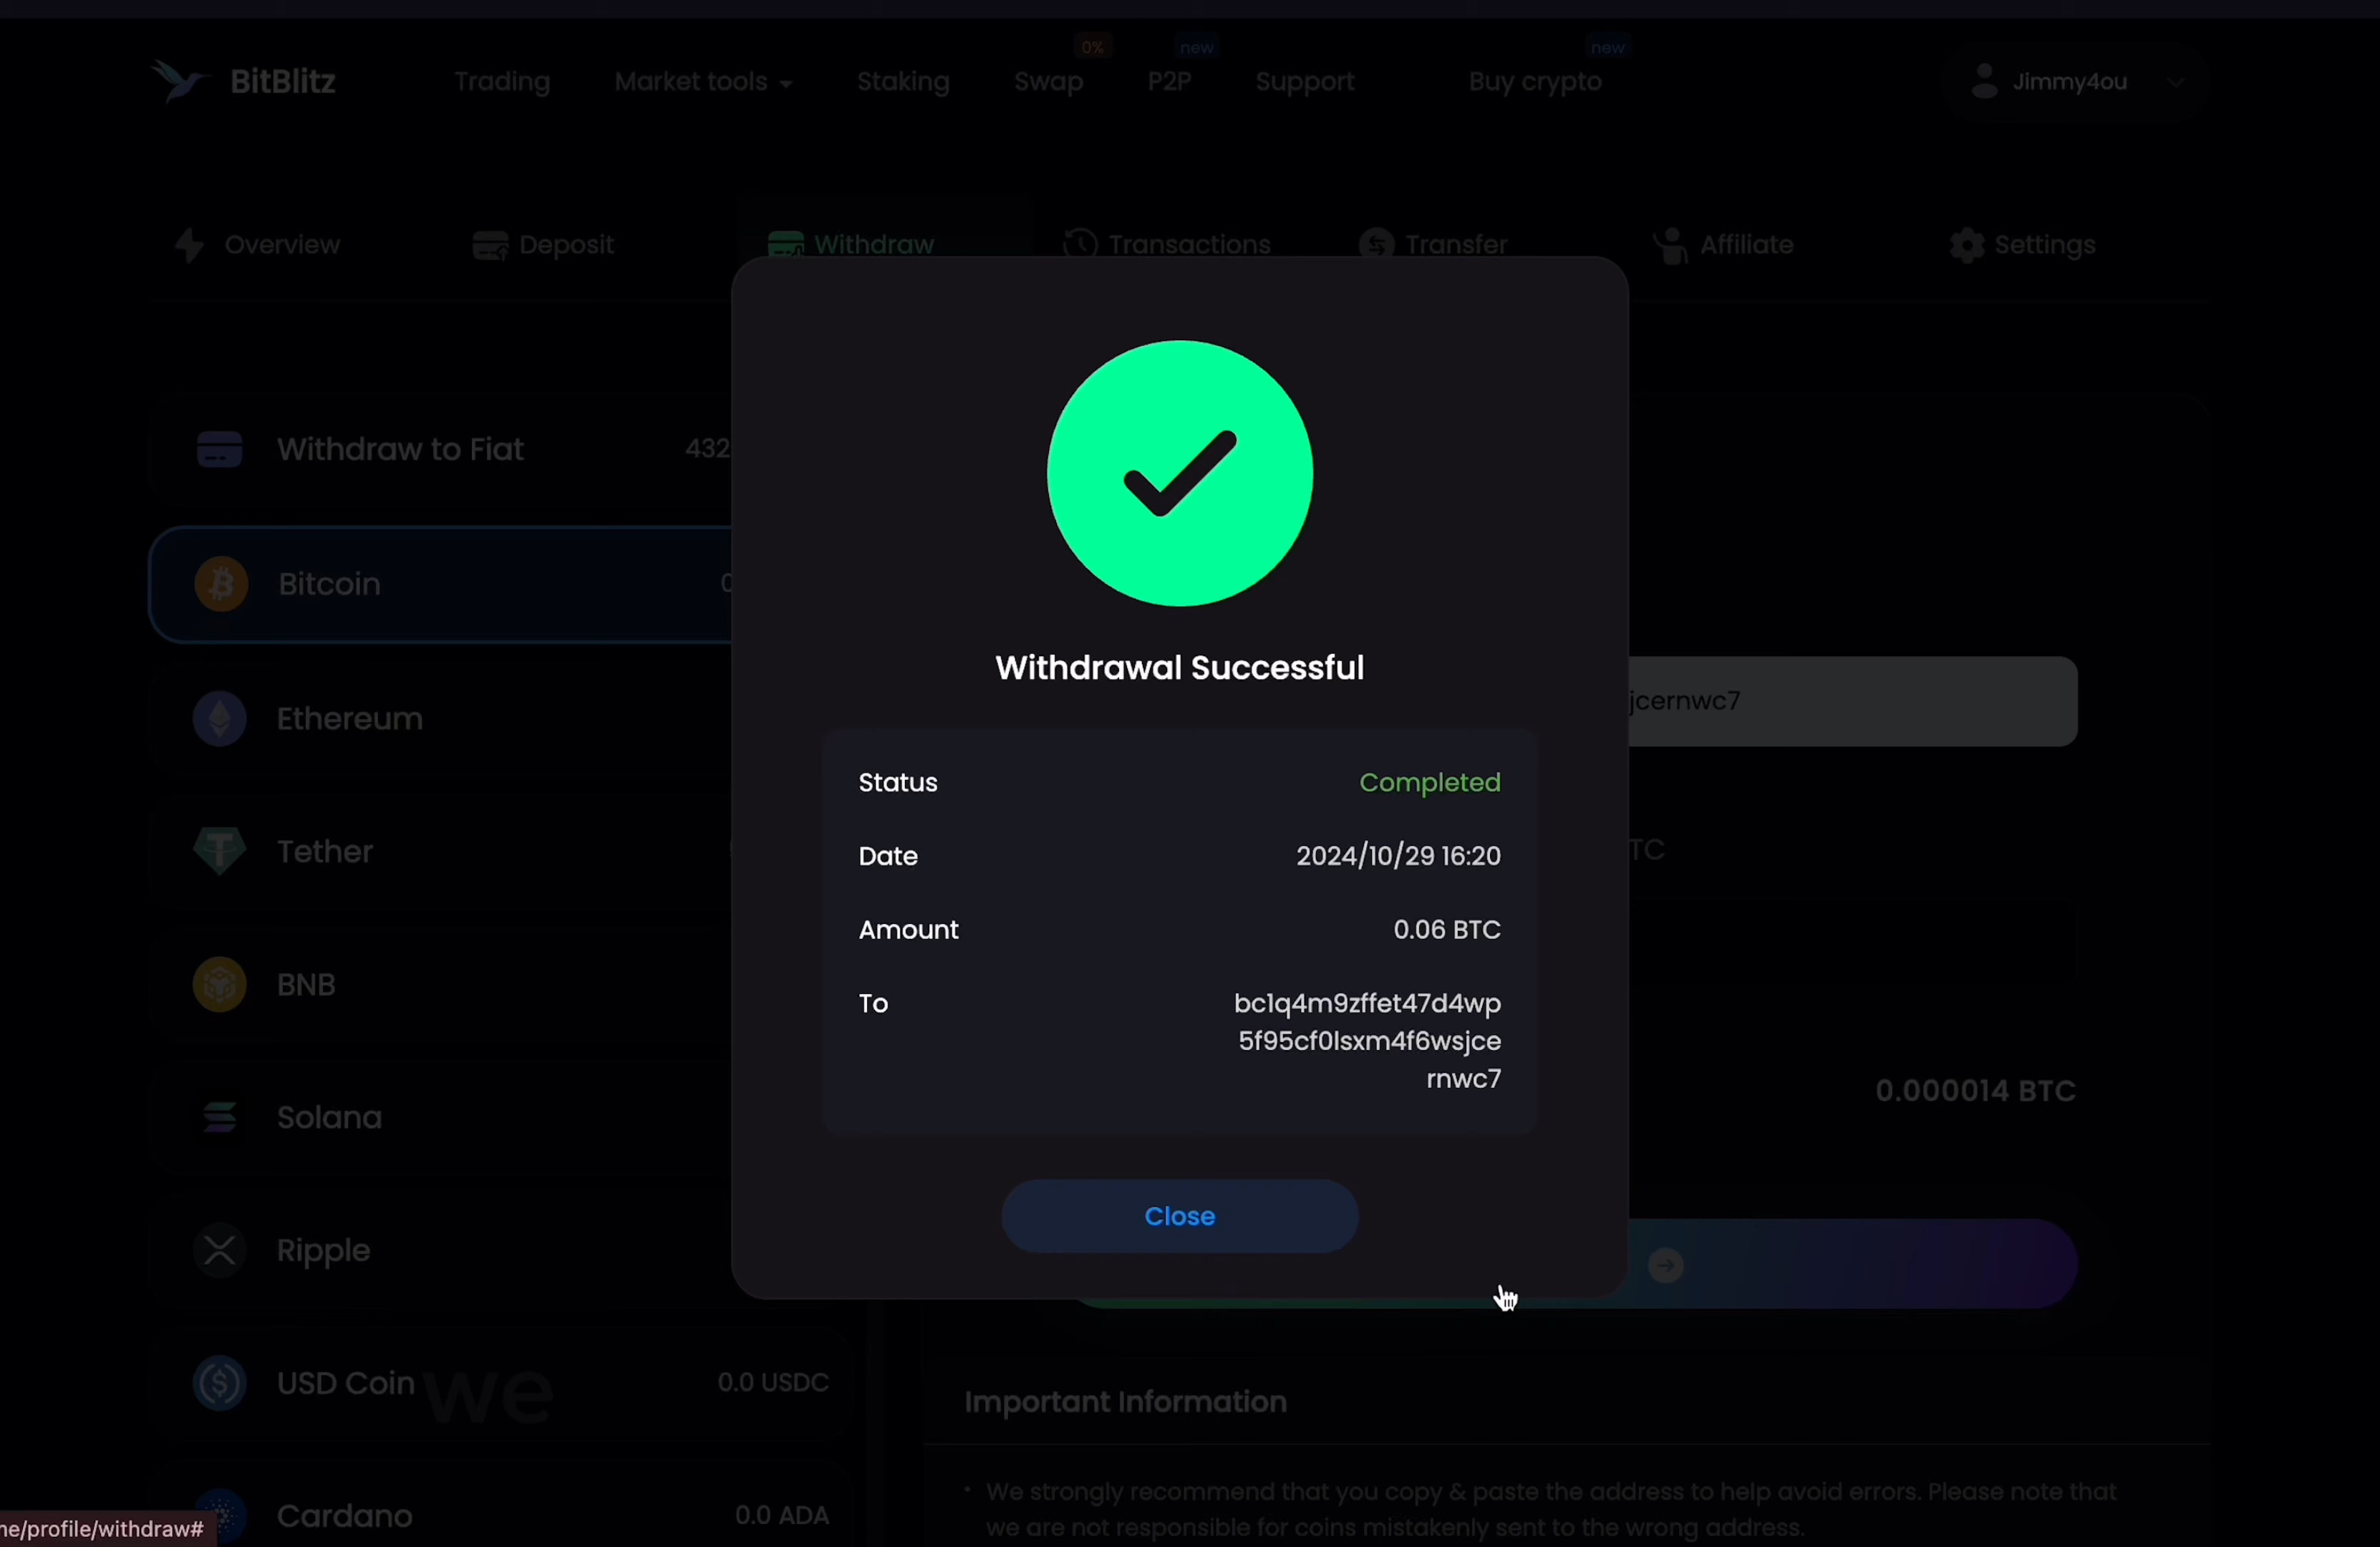 0% new new
BitBlitz Trading Market tools Staking Swap P2P Support Buy crypto Jimmy4ou
Overview Deposit Withdraw Transactions Transfer Affiliate Settings
Withdraw to Fiat 432
Bitcoin 0
Ethereum
Tether
BNB
Solana
Ripple
USD Coin 0.0 USDC
we
Cardano 0.0 ADA
Withdrawal Successful
Status Completed
Date 2024/10/29 16:20
Amount 0.06 BTC
To bc1q4m9zffet47d4wp
5f95cf0lsxm4f6wsjce
rnwc7
Close
jcernwc7
TC
0.000014 BTC
Important Information
• We strongly recommend that you copy & paste the address to help avoid errors. Please note that
we are not responsible for coins mistakenly sent to the wrong address.
ne/profile/withdraw#